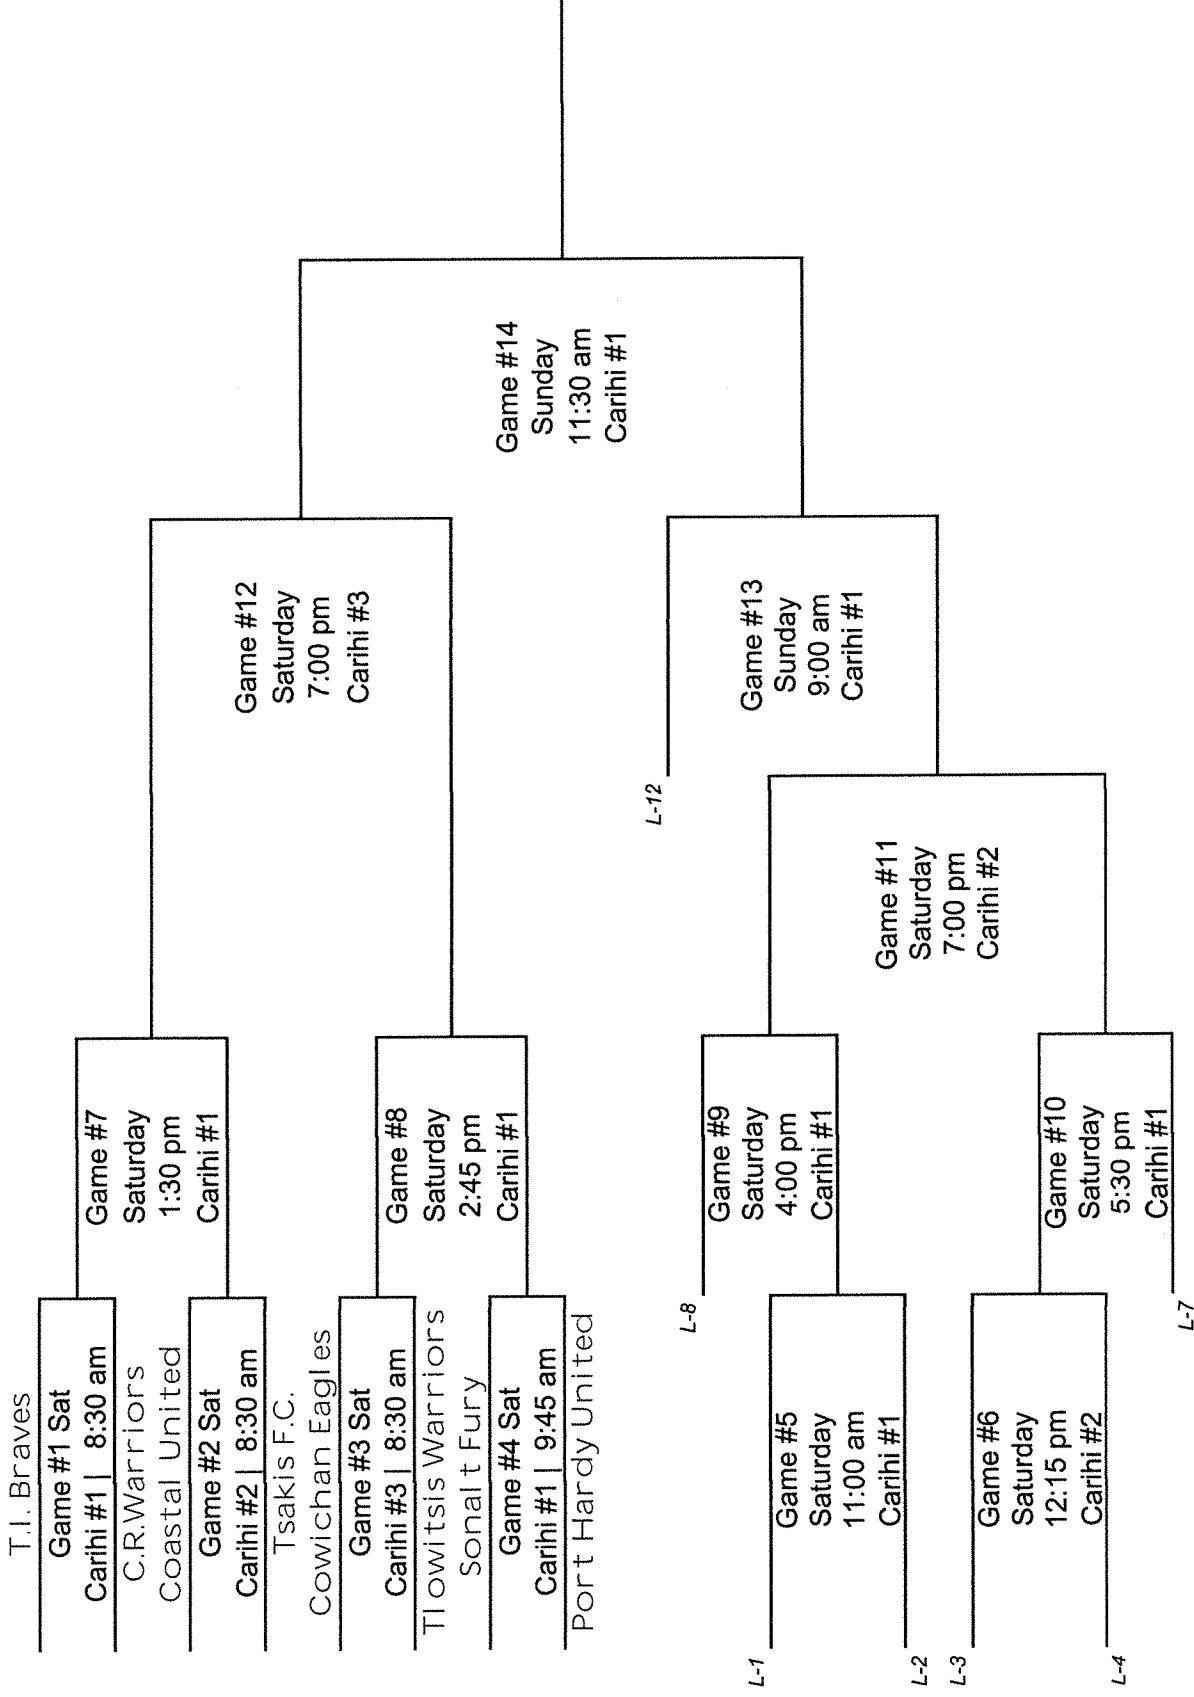 T.I. Braves
Game #1 Sat
Carihi #1 | 8:30 am
C.R.Warriors
Coastal United
Game #2 Sat
Carihi #2 | 8:30 am
Tsakis F.C.
Cowichan Eagles
Game #3 Sat
Carihi #3 | 8:30 am
Tlowitsis Warriors
Sonalt Fury
Game #4 Sat
Carihi #1 | 9:45 am
Port Hardy United
Game #7
Saturday
1:30 pm
Carihi #1
Game #8
Saturday
2:45 pm
Carihi #1
Game #12
Saturday
7:00 pm
Carihi #3
Game #14
Sunday
11:30 am
Carihi #1
L-1
Game #5
Saturday
11:00 am
Carihi #1
L-2
L-3
Game #6
Saturday
12:15 pm
Carihi #2
L-4
L-8
Game #9
Saturday
4:00 pm
Carihi #1
Game #10
Saturday
5:30 pm
Carihi #1
L-7
Game #11
Saturday
7:00 pm
Carihi #2
L-12
Game #13
Sunday
9:00 am
Carihi #1